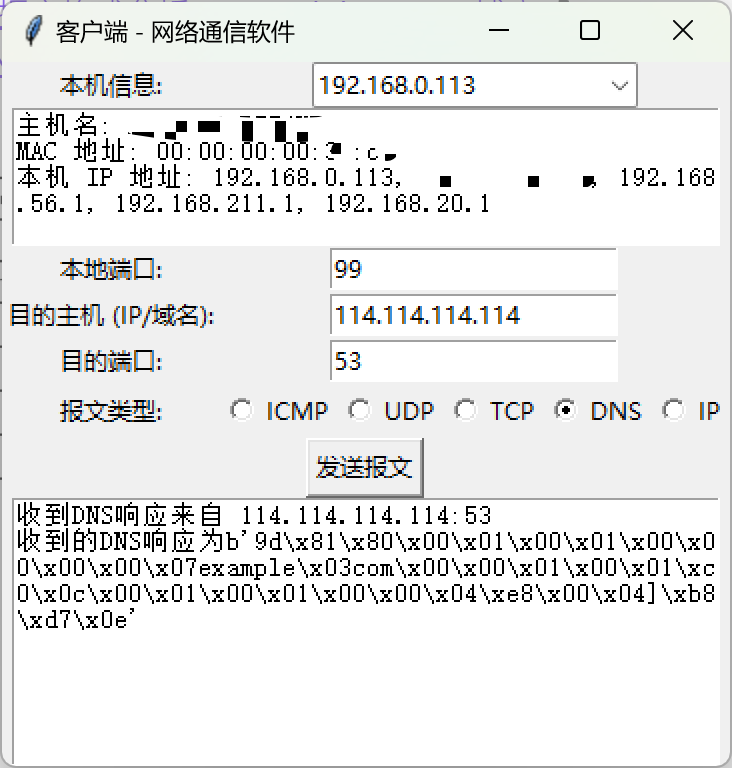 客户端 - 网络通信软件
本机信息: 192.168.0.113
主机名:
MAC 地址: 00:00:00:00:
本机 IP 地址: 192.168.0.113, , 192.168
.56.1, 192.168.211.1, 192.168.20.1
本地端口: 99
目的主机 (IP/域名): 114.114.114.114
目的端口: 53
报文类型: ICMP UDP TCP DNS IP
发送报文
收到DNS响应来自 114.114.114.114:53
收到的DNS响应为b'9d\x81\x80\x00\x01\x00\x01\x00\x0
0\x00\x00\x07example\x03com\x00\x00\x01\x00\x01\xc
0\x0c\x00\x01\x00\x01\x00\x00\x04\xe8\x00\x04]\xb8
\xd7\x0e'